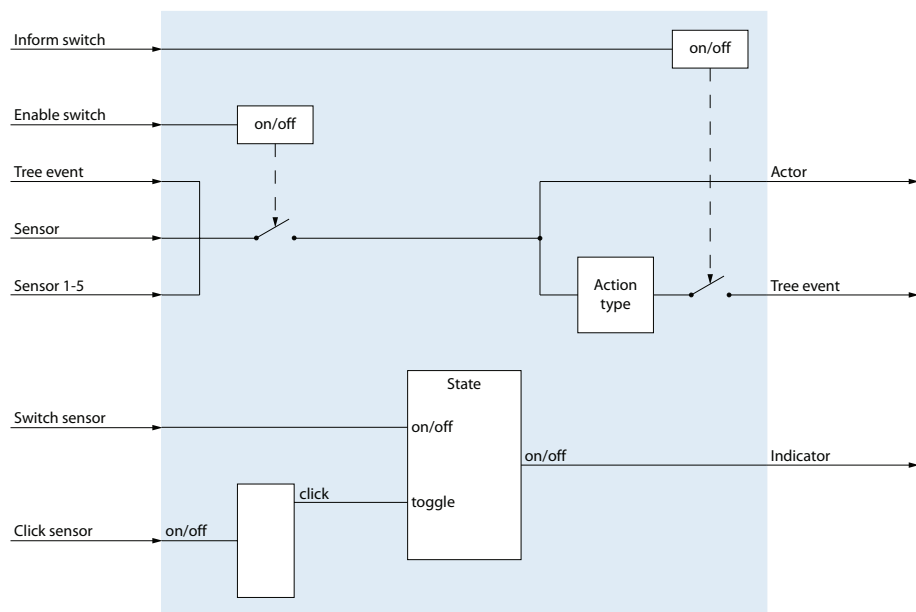 Inform switch
on/off
Enable switch
on/off
Tree event
Actor
Sensor
Sensor 1-5
Action
type
Tree event
State
Switch sensor
on/off
on/off
Indicator
click
toggle
Click sensor
on/off